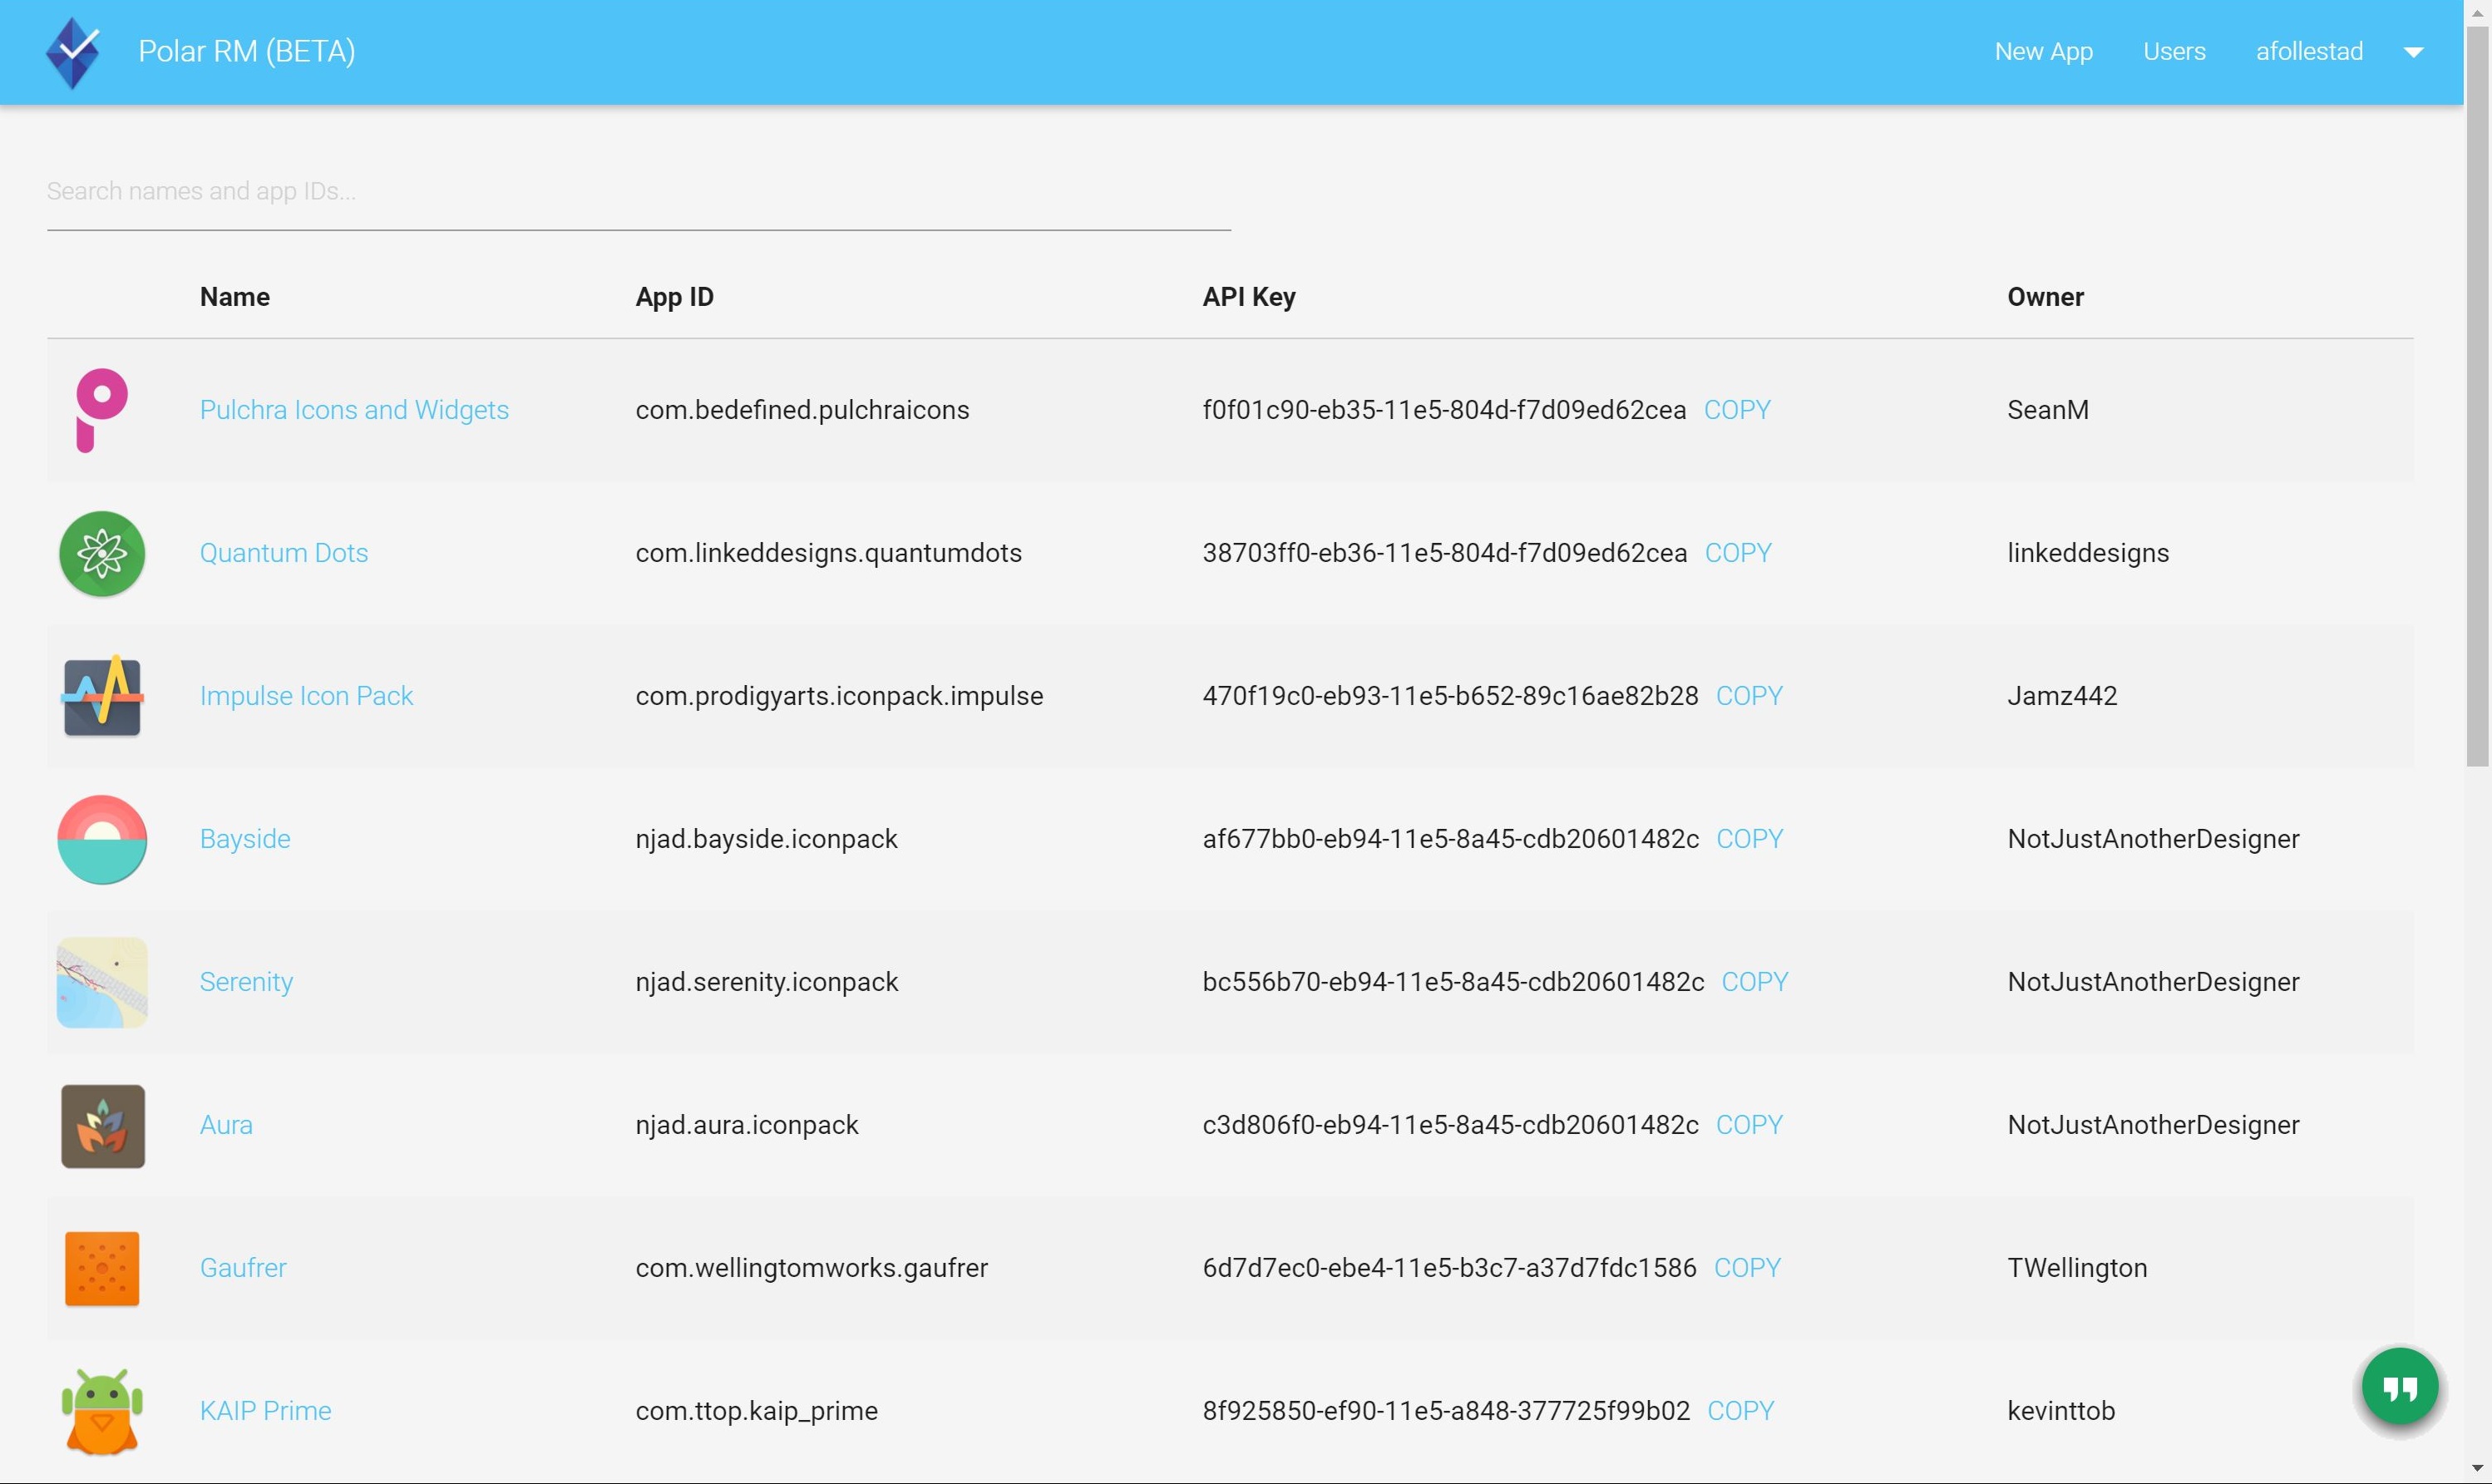 Polar RM (BETA) New App Users afollestad
Search names and app IDs...
Name App ID API Key Owner
Pulchra Icons and Widgets com.bedefined.pulchraicons f0f01c90-eb35-11e5-804d-f7d09ed62cea COPY SeanM
Quantum Dots com.linkeddesigns.quantumdots 38703ff0-eb36-11e5-804d-f7d09ed62cea COPY linkeddesigns
Impulse Icon Pack com.prodigyarts.iconpack.impulse 470f19c0-eb93-11e5-b652-89c16ae82b28 COPY Jamz442
Bayside njad.bayside.iconpack af677bb0-eb94-11e5-8a45-cdb20601482c COPY NotJustAnotherDesigner
Serenity njad.serenity.iconpack bc556b70-eb94-11e5-8a45-cdb20601482c COPY NotJustAnotherDesigner
Aura njad.aura.iconpack c3d806f0-eb94-11e5-8a45-cdb20601482c COPY NotJustAnotherDesigner
Gaufrer com.wellingtomworks.gaufrer 6d7d7ec0-ebe4-11e5-b3c7-a37d7fdc1586 COPY TWellington
KAIP Prime com.ttop.kaip_prime 8f925850-ef90-11e5-a848-377725f99b02 COPY kevinttob